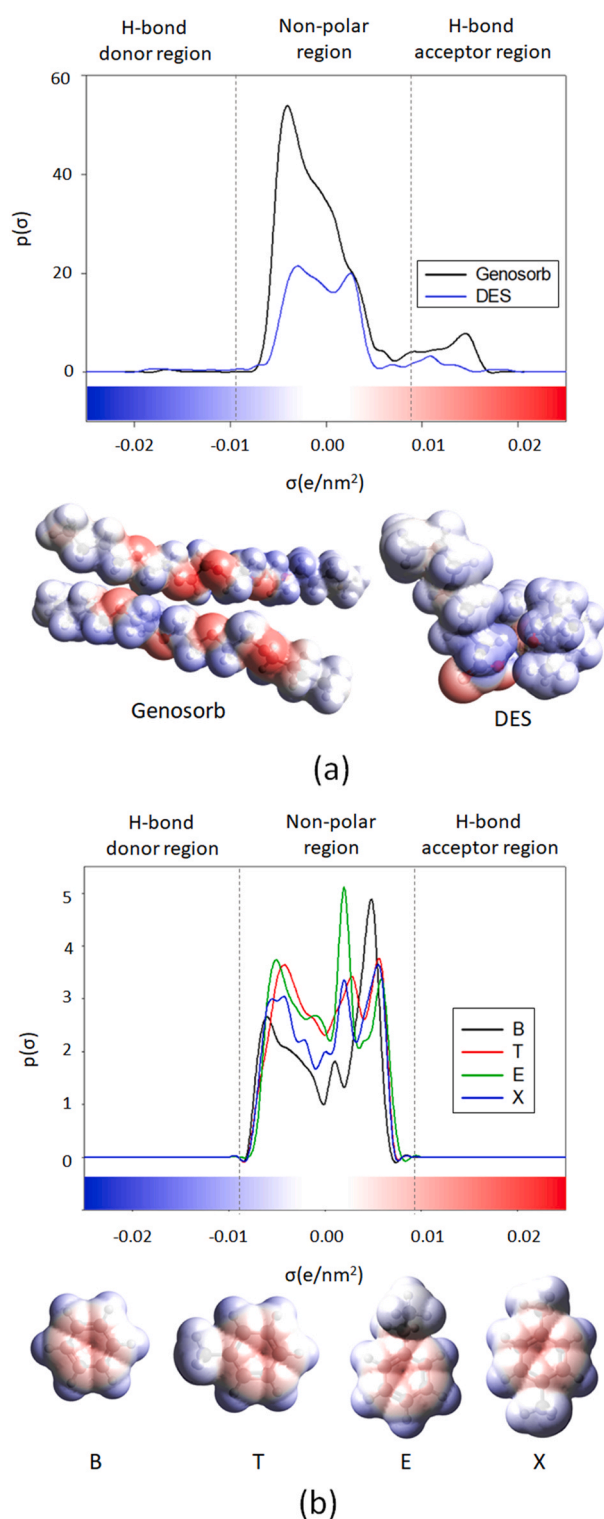 H-bond Non-polar H-bond
donor region region acceptor region
60
40
20
0
p(σ)
Genosorb
DES
-0.02 -0.01 0.00 0.01 0.02
σ(e/nm²)
Genosorb DES
(a)
H-bond Non-polar H-bond
donor region region acceptor region
5
4
3
2
1
0
p(σ)
B
T
E
X
-0.02 -0.01 0.00 0.01 0.02
σ(e/nm²)
B T E X
(b)